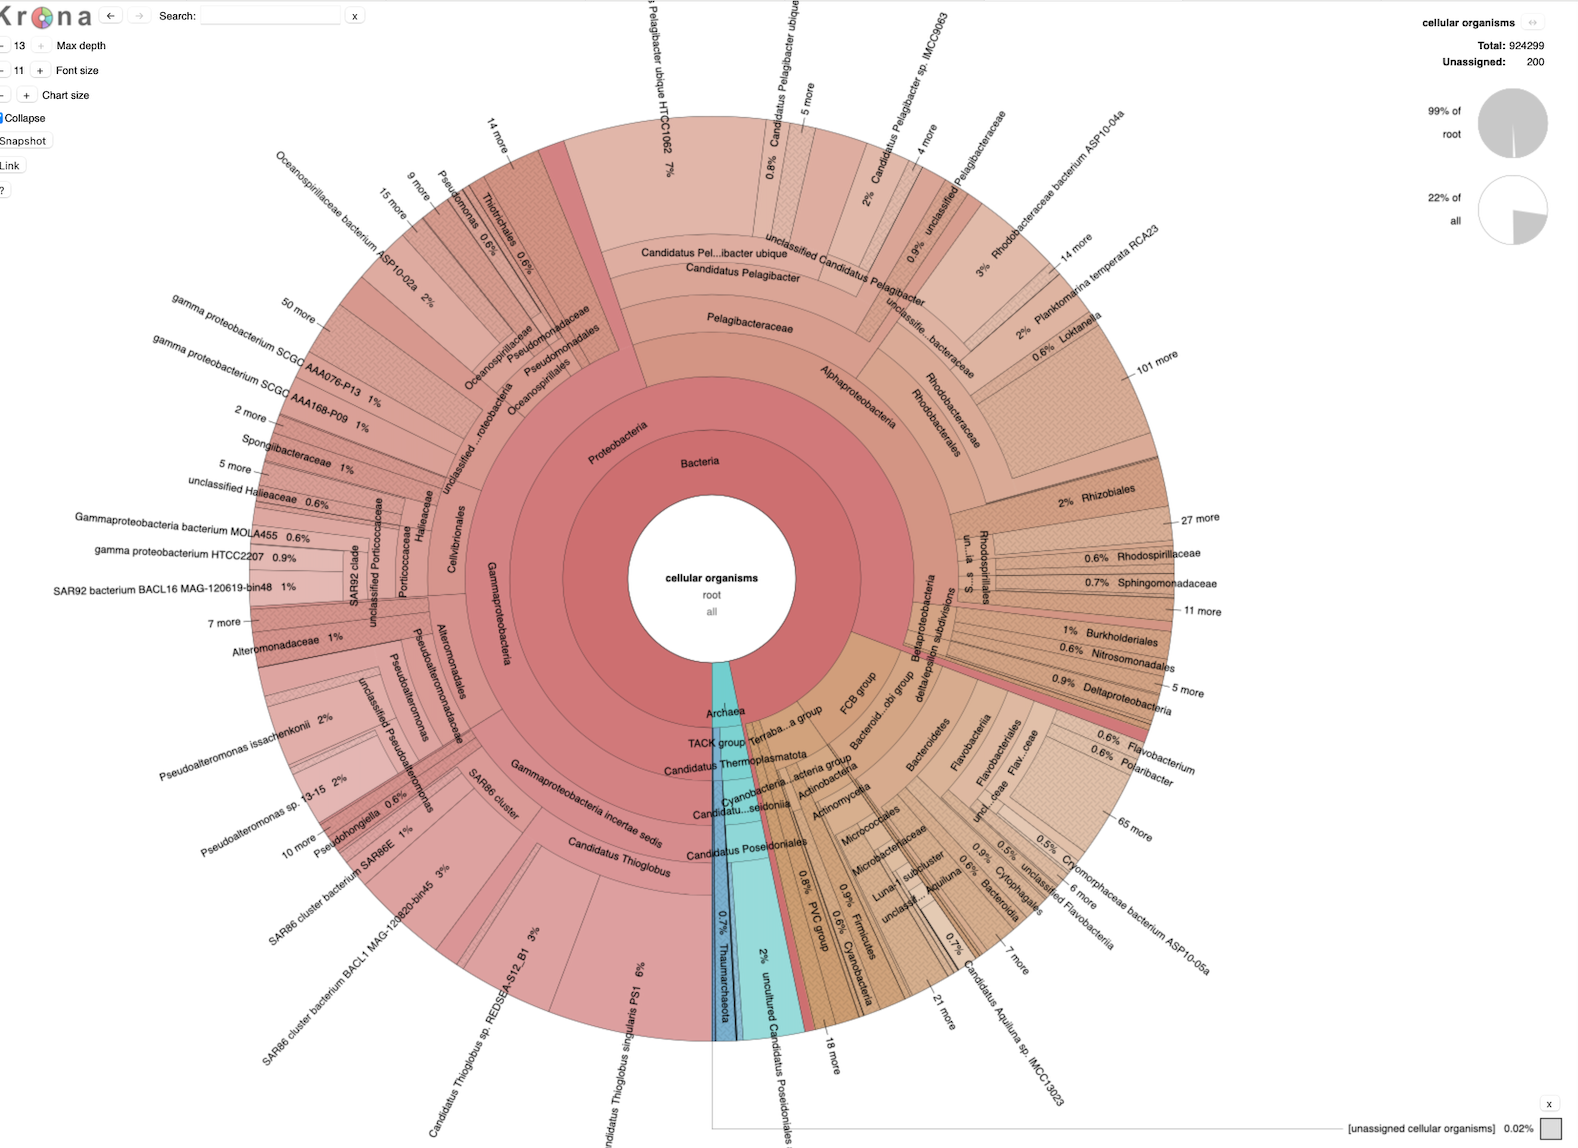 Krona
Search:
x
- 13 + Max depth
- 11 + Font size
- + Chart size
Collapse
Snapshot
Link
?
cellular organisms
Total: 924299
Unassigned: 200
99% of
root
22% of
all
cellular organisms
root
all
Bacteria
Proteobacteria
Alphaproteobacteria
Pelagibacteraceae
Candidatus Pelagibacter
Candidatus Pel...ibacter ubique
s Pelagibacter ubique HTCC1062 7%
0.8% Candidatus Pelagibacter ubique
5 more
unclassified Candidatus Pelagibacter
2% Candidatus Pelagibacter sp. IMCC9063
4 more
0.9% unclassified Pelagibacteraceae
Rhodobacterales
Rhodobacteraceae
unclassifie...bacteraceae
3% Rhodobacteraceae bacterium ASP10-04a
14 more
2% Planktomarina temperata RCA23
0.6% Loktanella
101 more
2% Rhizobiales
27 more
Rhodospirillales
un...ia
s
S...
0.6% Rhodospirillaceae
0.7% Sphingomonadaceae
11 more
Betaproteobacteria
1% Burkholderiales
0.6% Nitrosomonadales
5 more
delta/epsilon subdivisions
0.9% Deltaproteobacteria
FCB group
Bacteroid...obi group
Bacteroidetes
Flavobacteriia
Flavobacteriales
Flav...ceae
0.6% Flavobacterium
0.6% Polaribacter
65 more
uncl...ceae
0.5% Cryomorphaceae bacterium ASP10-05a
6 more
0.5% unclassified Flavobacteriia
0.9% Cytophagales
0.6% Bacteroidia
7 more
Terraba...a group
Cyanobacteria...acteria group
Actinobacteria
Actinomycetia
Micrococcales
Microbacteriaceae
Luna-1 subcluster
Aquiluna
unclassi...
0.7% Candidatus Aquiluna sp. IMCC13023
21 more
0.9% Firmicutes
0.6% Cyanobacteria
0.8% PVC group
18 more
Archaea
TACK group
Candidatus Thermoplasmatota
Candidatu...seidoniia
Candidatus Poseidoniales
2% uncultured Candidatus Poseidoniales
0.7% Thaumarchaeota
Gammaproteobacteria
Gammaproteobacteria incertae sedis
Candidatus Thioglobus
ndidatus Thioglobus singularis PS1 6%
Candidatus Thioglobus sp. REDSEA-S12_B1 3%
SAR86 cluster
SAR86 cluster bacterium BACL1 MAG-120820-bin45 3%
SAR86 cluster bacterium SAR86E 1%
Pseudohongiella 0.6%
10 more
Alteromonadales
Pseudoalteromonadaceae
Pseudoalteromonas
unclassified Pseudoalteromonas
Pseudoalteromonas sp. 13-15 2%
Pseudoalteromonas issachenkonii 2%
Alteromonadaceae 1%
7 more
Cellvibrionales
Porticoccaceae
unclassified Porticoccaceae
SAR92 clade
SAR92 bacterium BACL16 MAG-120619-bin48 1%
gamma proteobacterium HTCC2207 0.9%
Gammaproteobacteria bacterium MOLA455 0.6%
Halieaceae
unclassified Halieaceae 0.6%
5 more
Spongiibacteraceae 1%
2 more
unclassified ...roteobacteria
gamma proteobacterium SCGC AAA168-P09 1%
gamma proteobacterium SCGC AAA076-P13 1%
50 more
Oceanospirillales
Oceanospirillaceae
Oceanospirillaceae bacterium ASP10-02a 2%
15 more
9 more
Pseudomonadales
Pseudomonadaceae
Pseudomonas 0.6%
Thiotrichales 0.6%
14 more
x
[unassigned cellular organisms] 0.02%